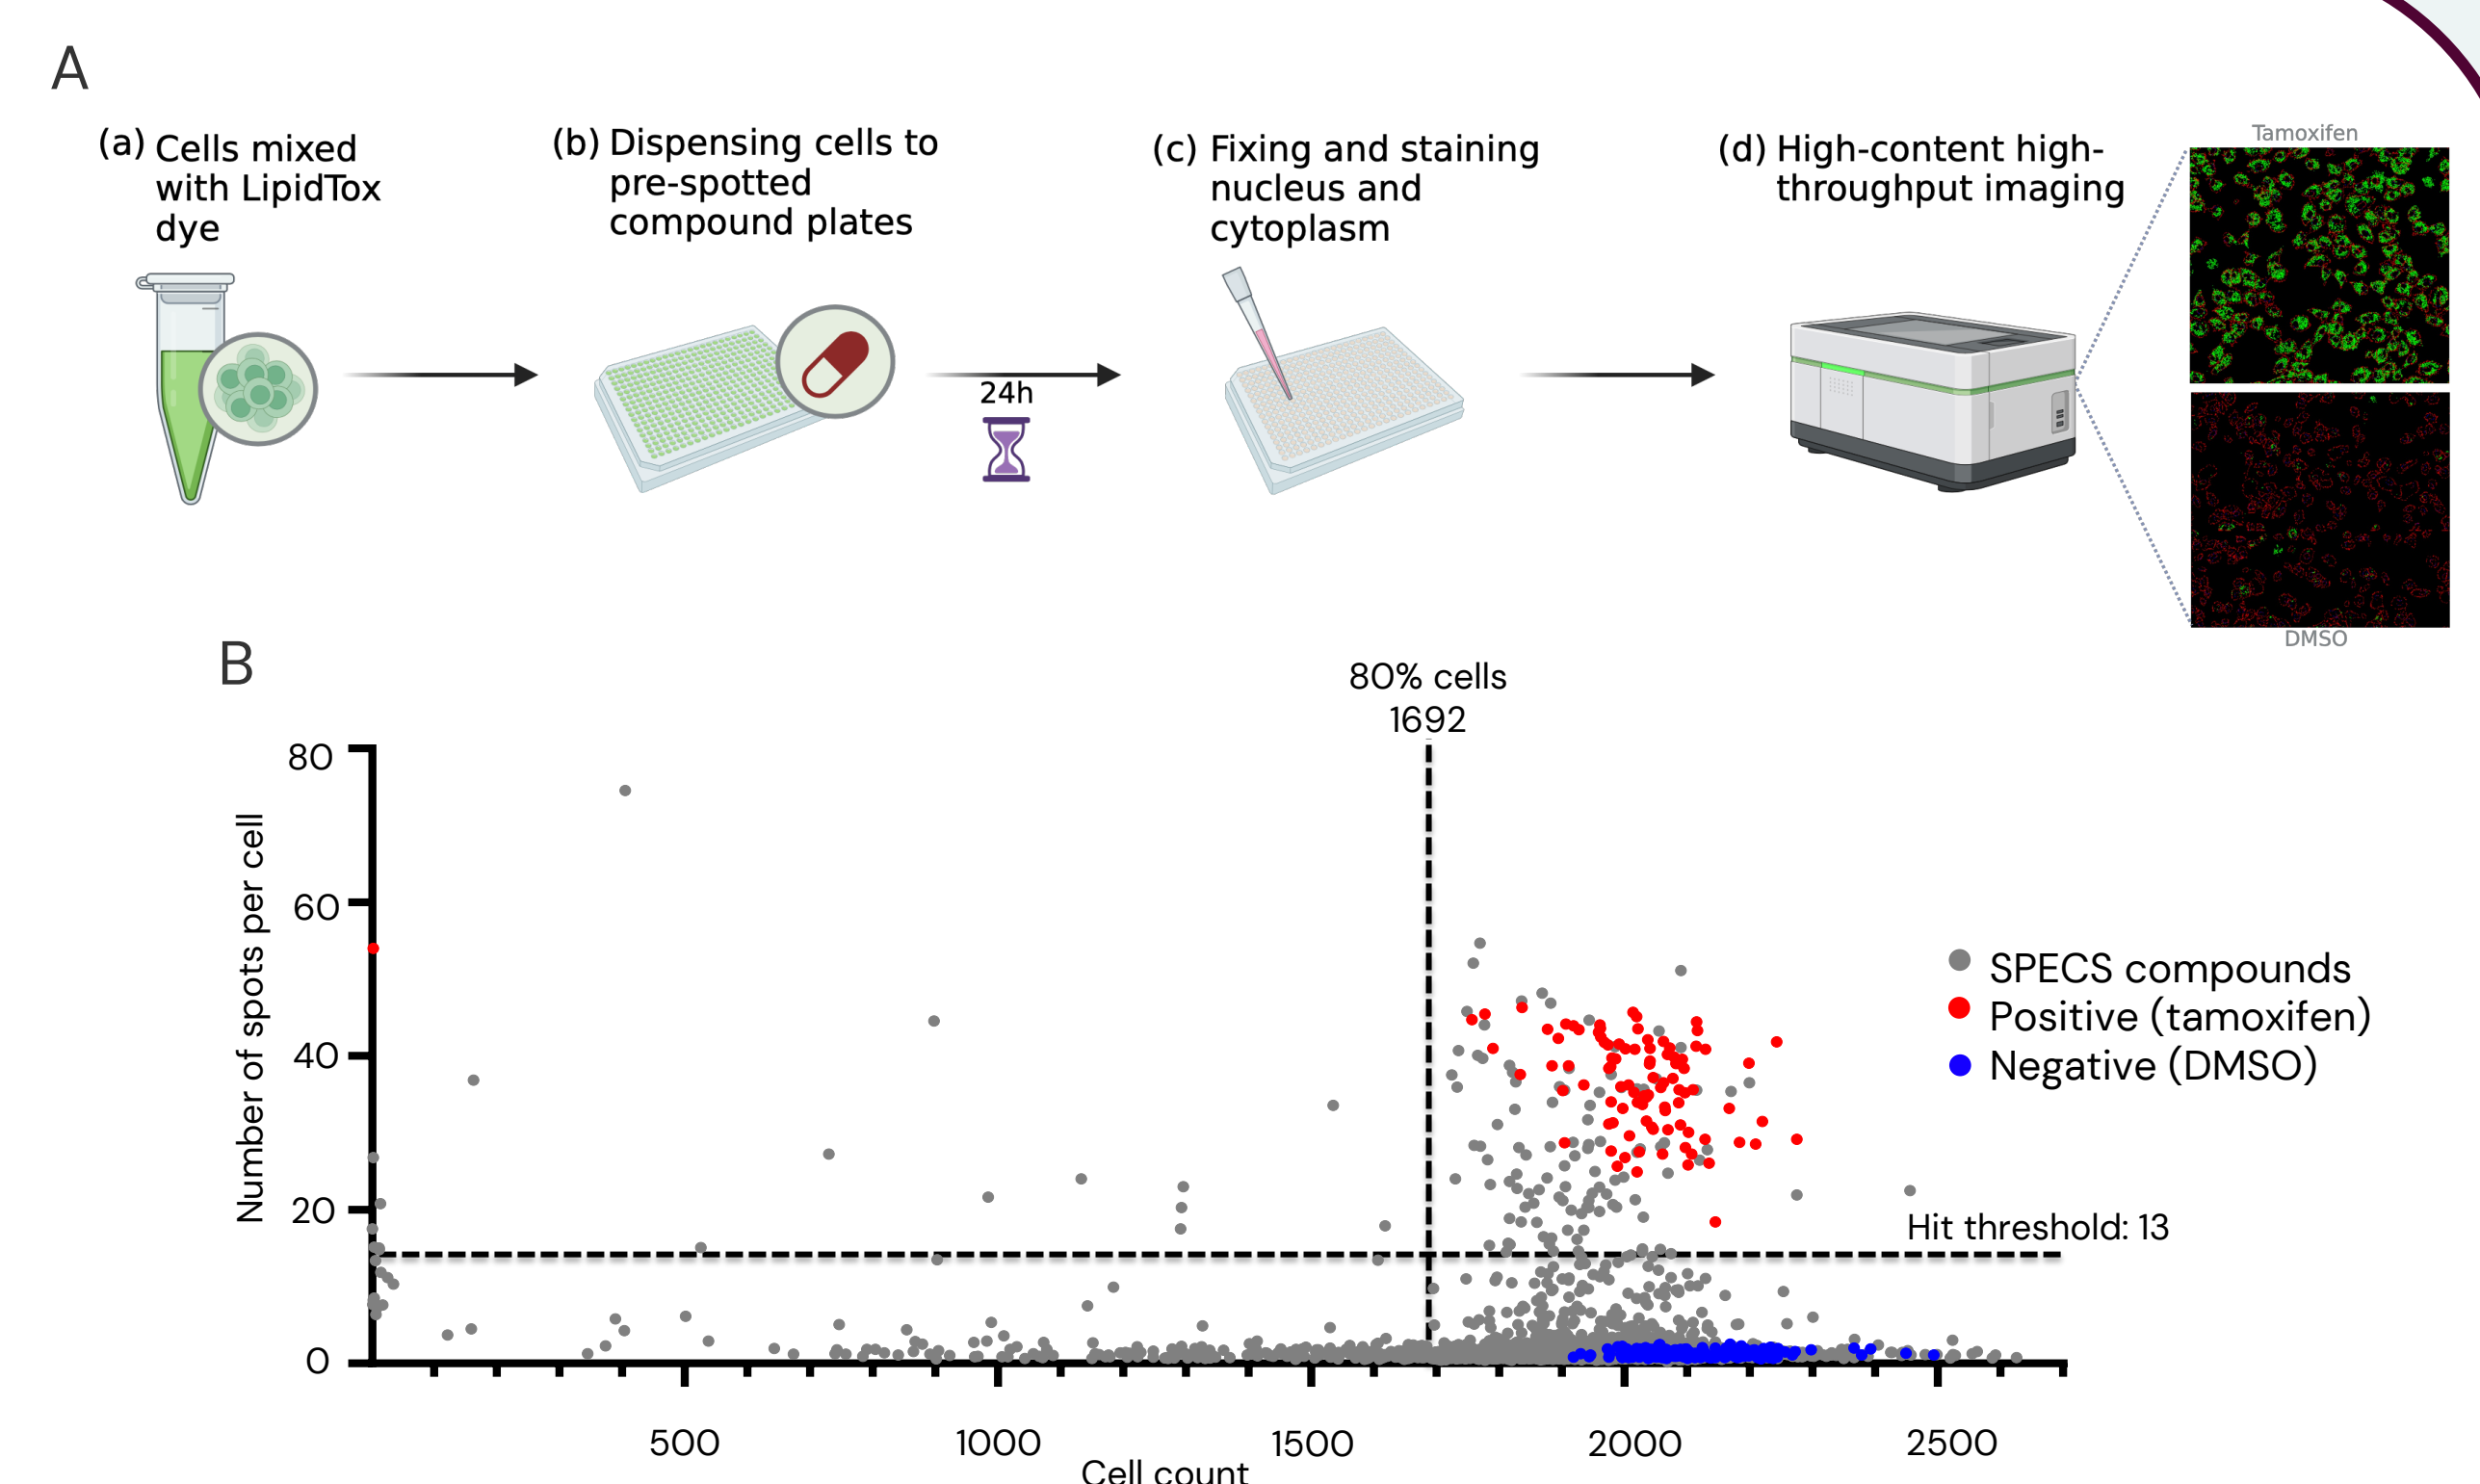 A
(a) Cells mixed
with LipidTox
dye
(b) Dispensing cells to
pre-spotted
compound plates
24h
(c) Fixing and staining
nucleus and
cytoplasm
(d) High-content high-
throughput imaging
Tamoxifen
DMSO
B
80% cells
1692
Number of spots per cell
80
60
40
20
0
SPECS compounds
Positive (tamoxifen)
Negative (DMSO)
Hit threshold: 13
500
1000
1500
2000
2500
Cell count